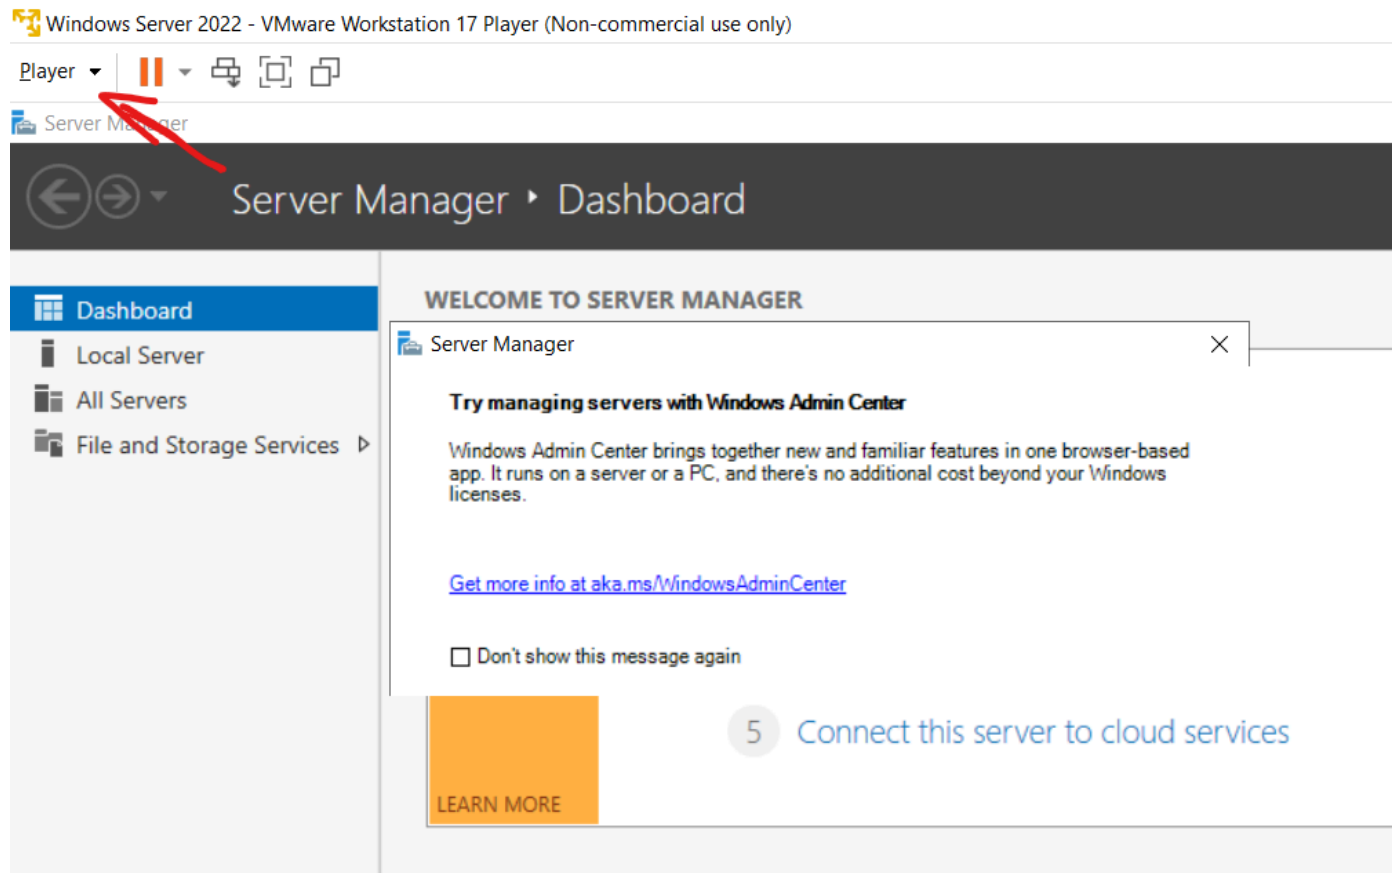 Windows Server 2022 - VMware Workstation 17 Player (Non-commercial use only)
Player
Server Manager
Server Manager ‣ Dashboard
Dashboard
Local Server
All Servers
File and Storage Services
WELCOME TO SERVER MANAGER
Server Manager
Try managing servers with Windows Admin Center
Windows Admin Center brings together new and familiar features in one browser-based
app. It runs on a server or a PC, and there's no additional cost beyond your Windows
licenses.
Get more info at aka.ms/WindowsAdminCenter
Don't show this message again
5 Connect this server to cloud services
LEARN MORE